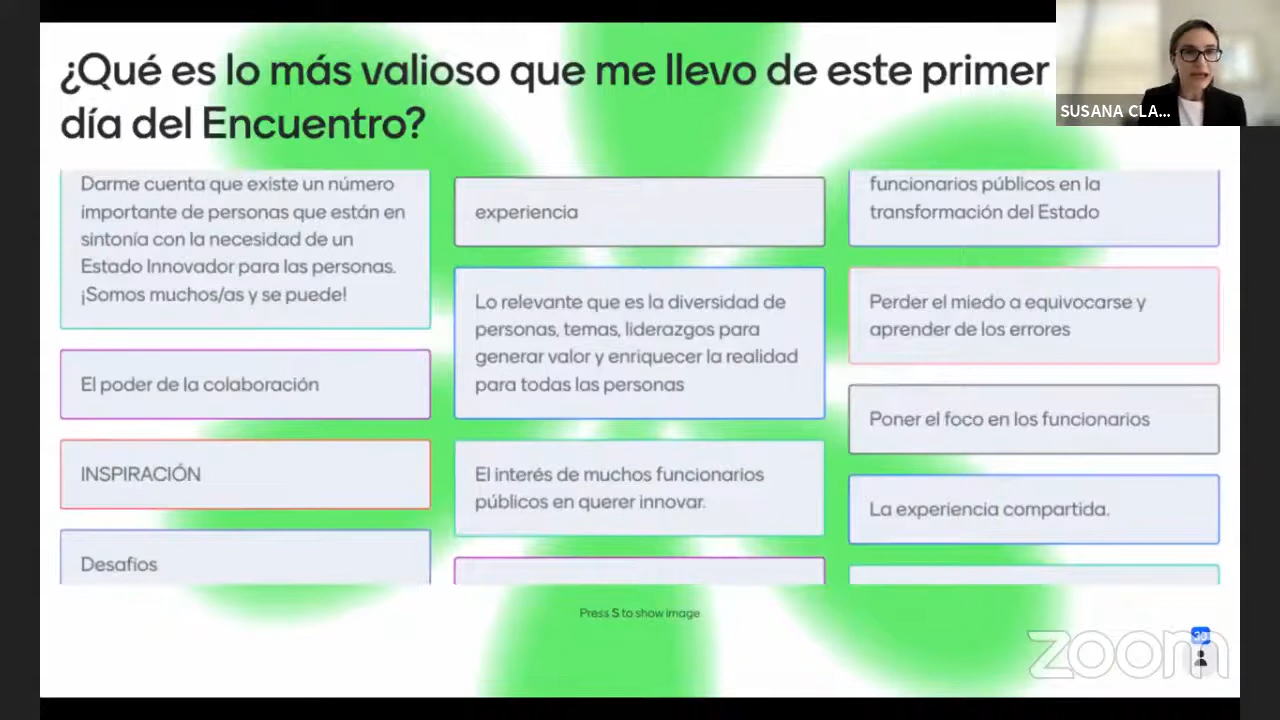 ¿Qué es lo más valioso que me llevo de este primer
día del Encuentro?
SUSANA CLA...
Darme cuenta que existe un número
importante de personas que están en
sintonía con la necesidad de un
Estado Innovador para las personas.
¡Somos muchos/as y se puede!
El poder de la colaboración
INSPIRACIÓN
Desafíos
experiencia
Lo relevante que es la diversidad de
personas, temas, liderazgos para
generar valor y enriquecer la realidad
para todas las personas
El interés de muchos funcionarios
públicos en querer innovar.
funcionarios públicos en la
transformación del Estado
Perder el miedo a equivocarse y
aprender de los errores
Poner el foco en los funcionarios
La experiencia compartida.
Press S to show image
zoom